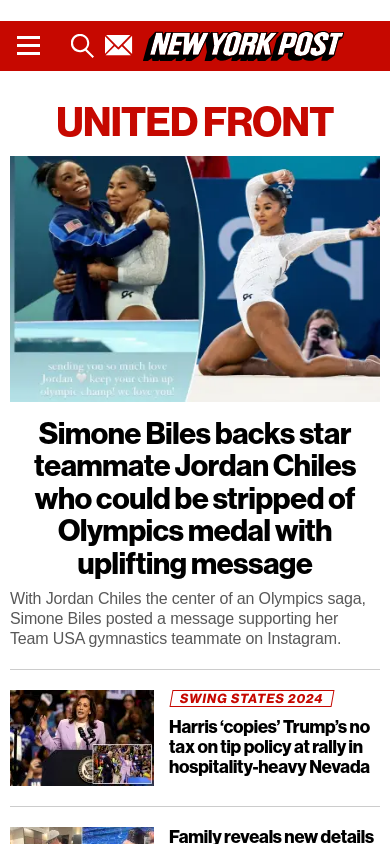 NEW YORK POST
UNITED FRONT
24
sending you so much love
Jordan 🤍 keep your chin up
olympic champ! we love you!
Simone Biles backs star
teammate Jordan Chiles
who could be stripped of
Olympics medal with
uplifting message
With Jordan Chiles the center of an Olympics saga,
Simone Biles posted a message supporting her
Team USA gymnastics teammate on Instagram.
SWING STATES 2024
Harris ‘copies’ Trump’s no
tax on tip policy at rally in
hospitality-heavy Nevada
Family reveals new details